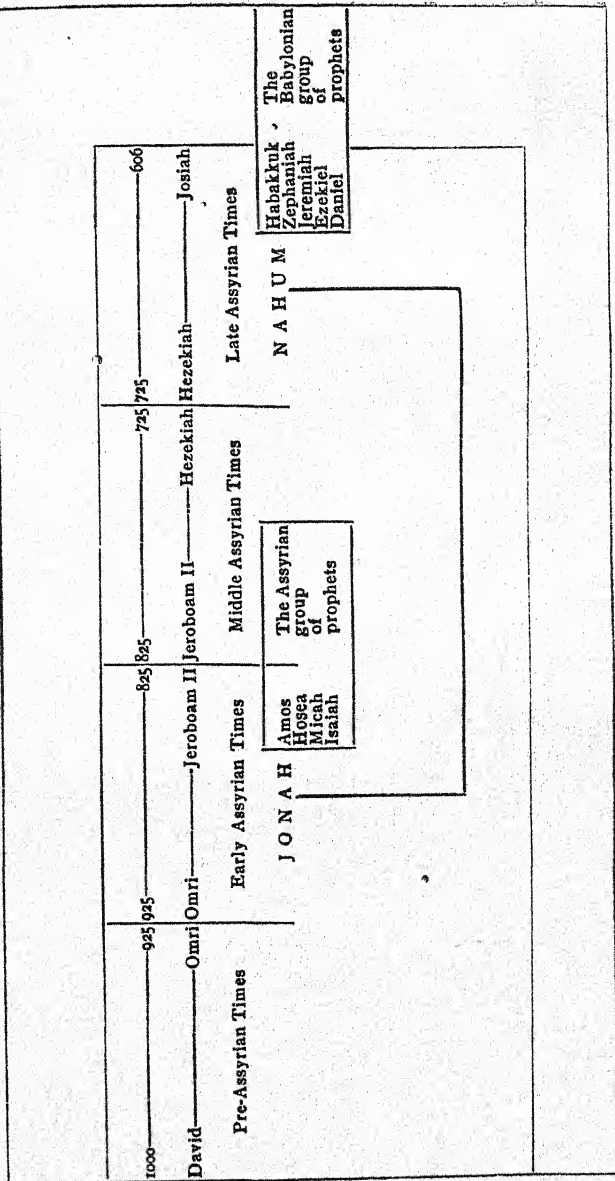 1000———925 925———825 825———725 725———606
David———Omri Omri———Jeroboam II Jeroboam II———Hezekiah Hezekiah———Josiah
Pre-Assyrian Times
Early Assyrian Times
Middle Assyrian Times
Late Assyrian Times
JONAH
Amos
Hosea
Micah
Isaiah
The Assyrian
group
of
prophets
NAHUM
Habakkuk
Zephaniah
Jeremiah
Ezekiel
Daniel
The
Babylonian
group
of
prophets